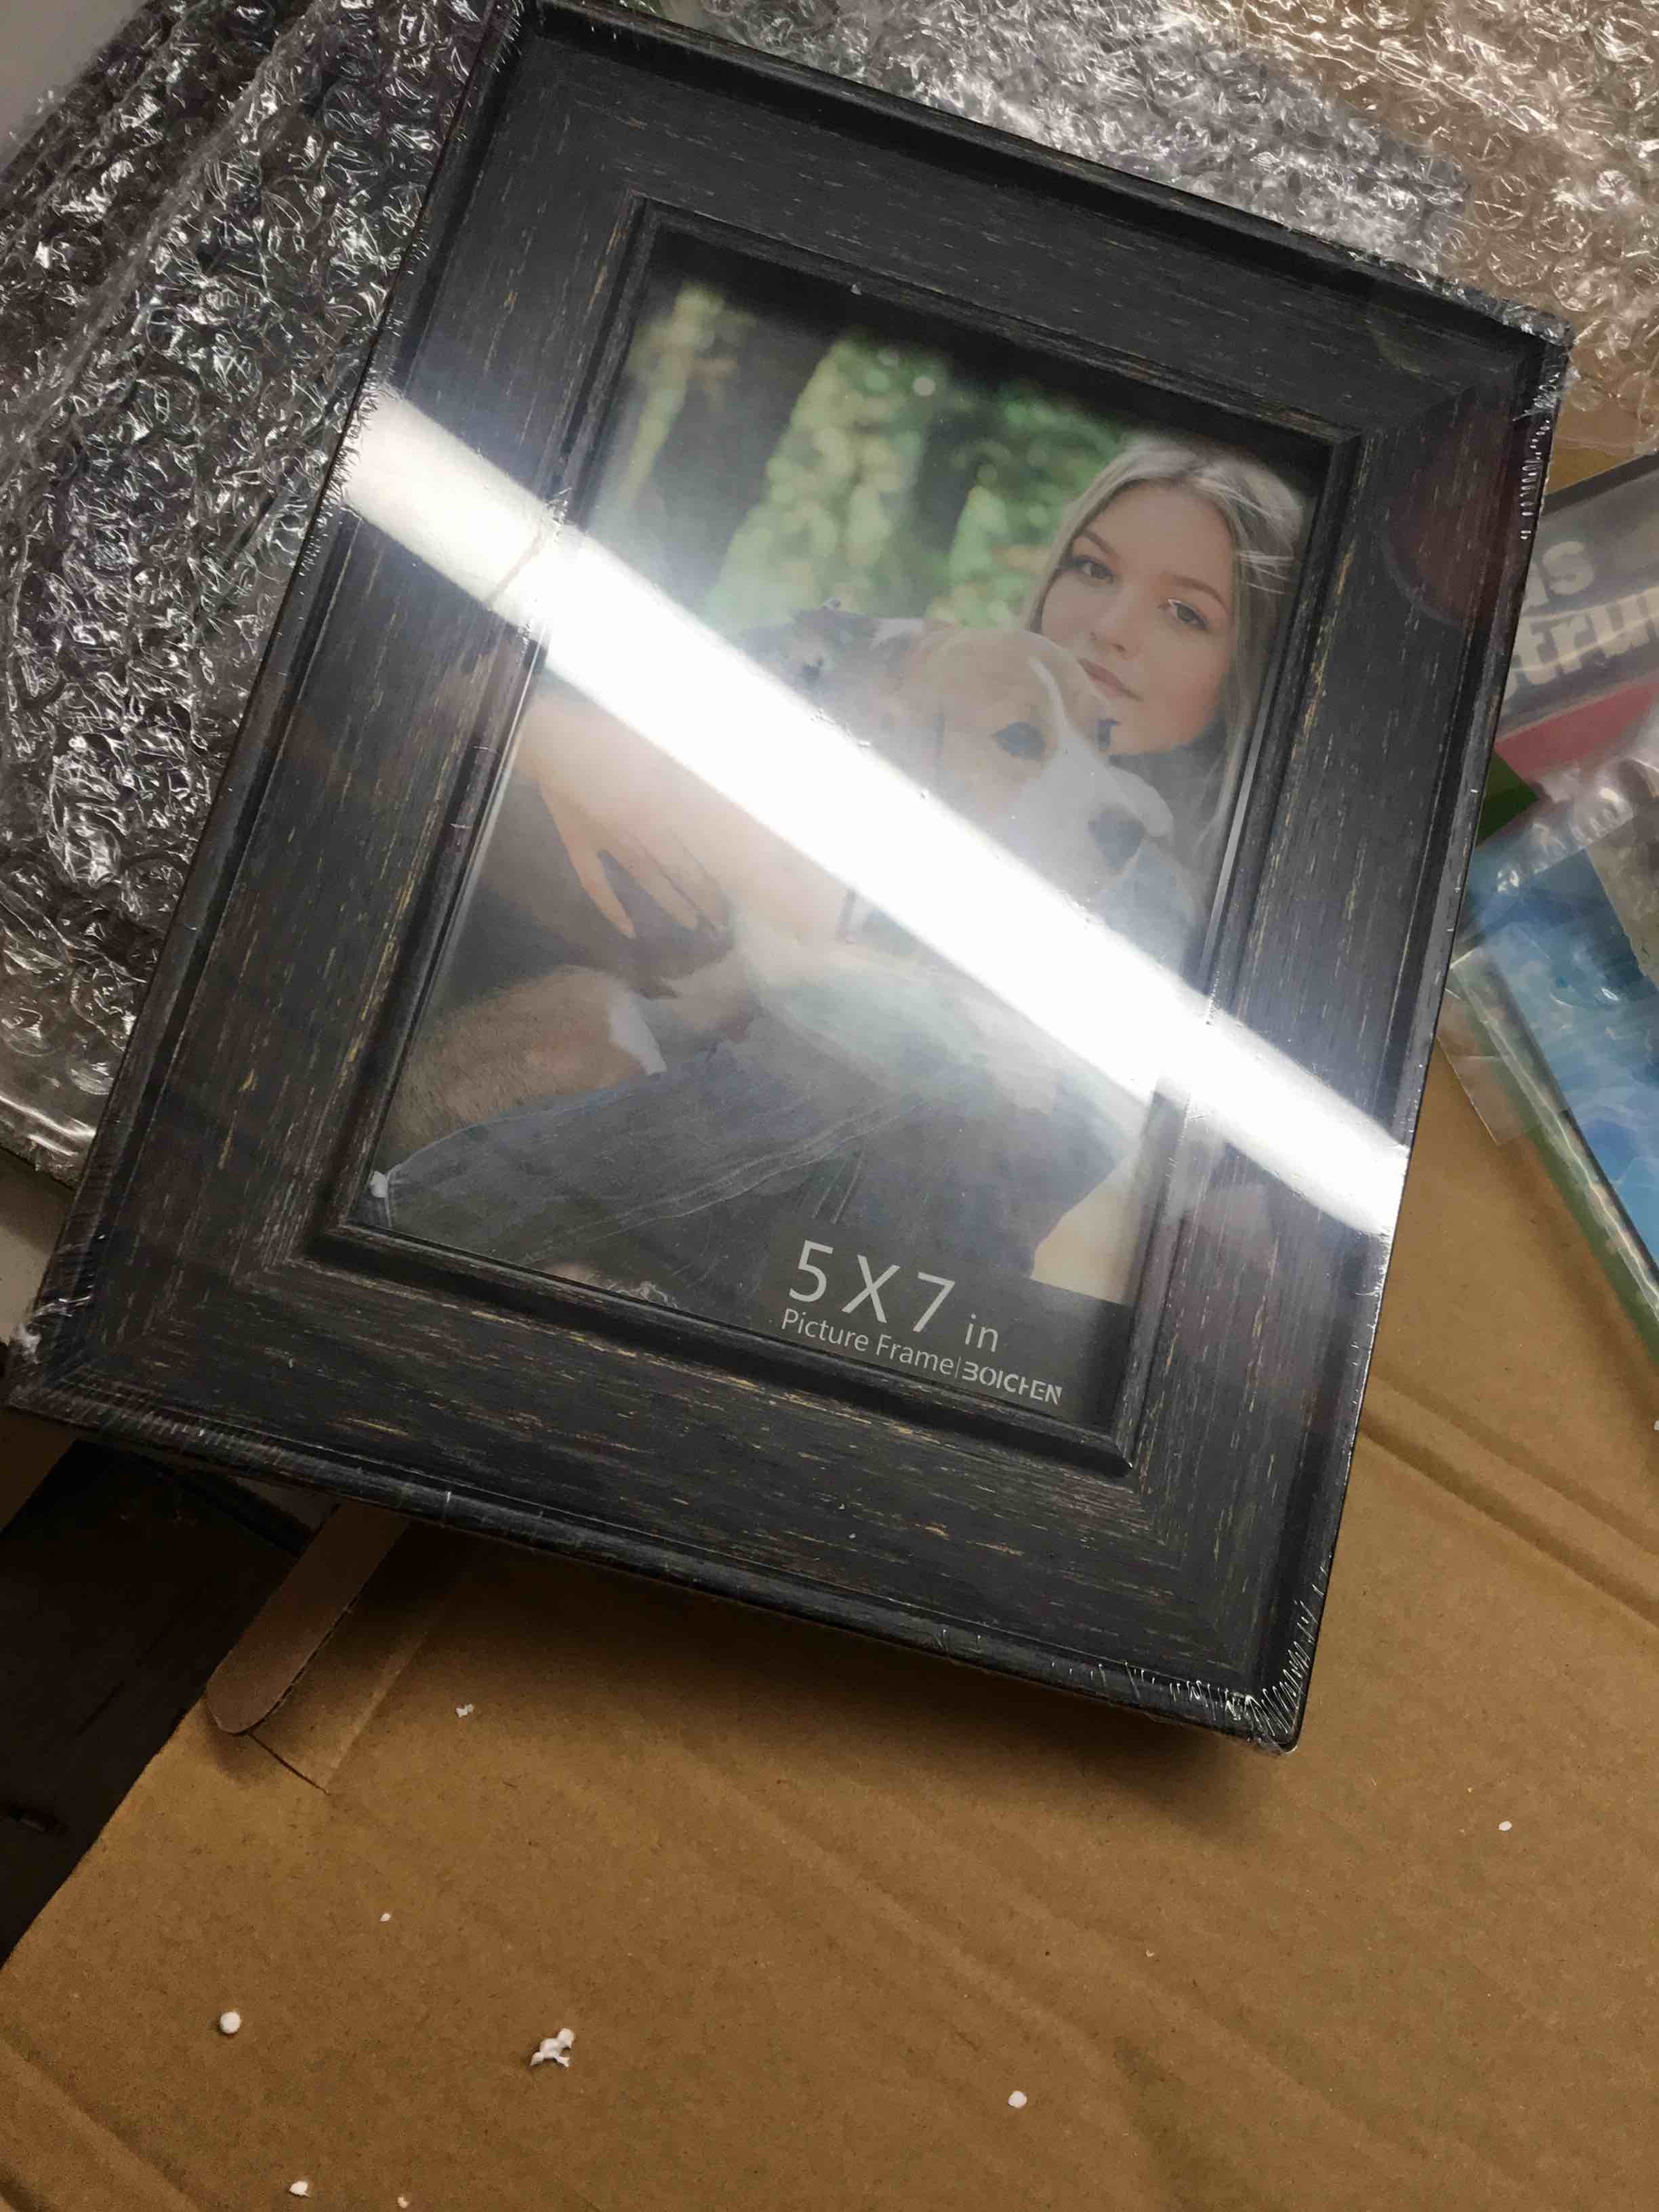 5X7 in
Picture Frame|BOICHEN